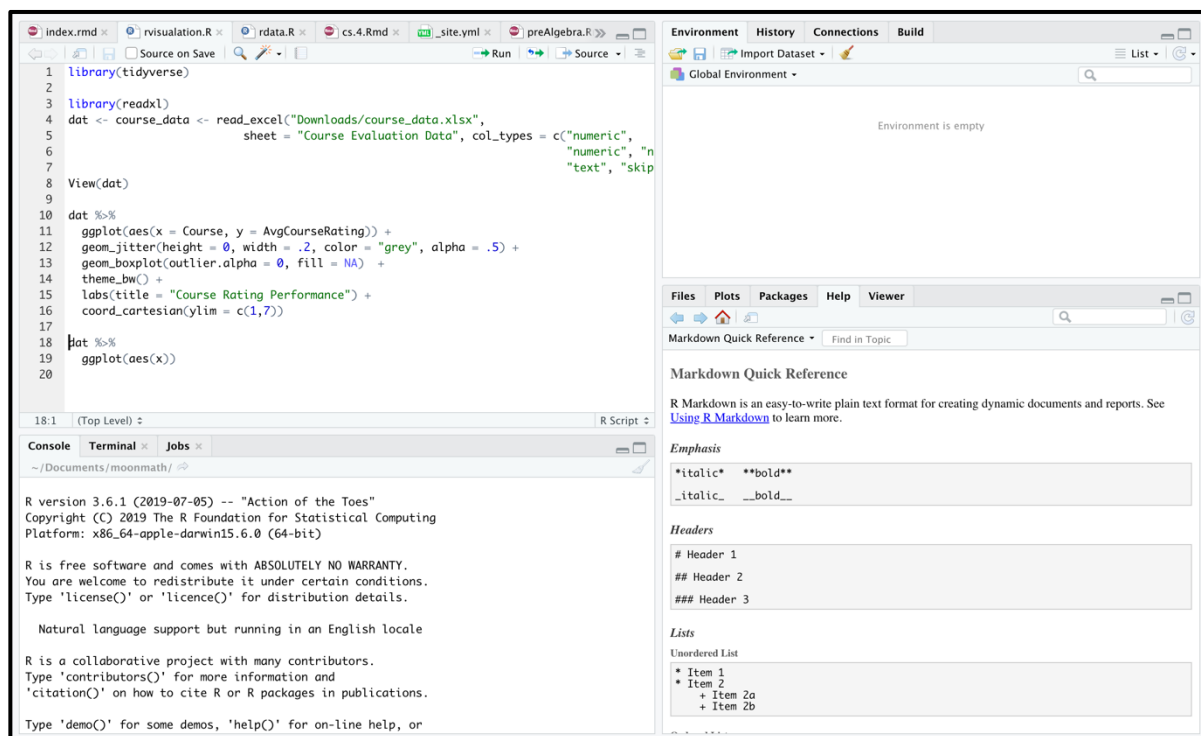 index.rmd × rvisualation.R × rdata.R × cs.4.Rmd × _site.yml × preAlgebra.R
Source on Save Run Source
1 library(tidyverse)
2
3 library(readxl)
4 dat <- course_data <- read_excel("Downloads/course_data.xlsx",
5 sheet = "Course Evaluation Data", col_types = c("numeric",
6 "numeric", "n
7 "text", "skip
8 View(dat)
9
10 dat %>%
11 ggplot(aes(x = Course, y = AvgCourseRating)) +
12 geom_jitter(height = 0, width = .2, color = "grey", alpha = .5) +
13 geom_boxplot(outlier.alpha = 0, fill = NA)  +
14 theme_bw() +
15 labs(title = "Course Rating Performance") +
16 coord_cartesian(ylim = c(1,7))
17
18 dat %>%
19 ggplot(aes(x))
20
18:1 (Top Level) R Script
Console Terminal × Jobs ×
~/Documents/moonmath/
R version 3.6.1 (2019-07-05) -- "Action of the Toes"
Copyright (C) 2019 The R Foundation for Statistical Computing
Platform: x86_64-apple-darwin15.6.0 (64-bit)
R is free software and comes with ABSOLUTELY NO WARRANTY.
You are welcome to redistribute it under certain conditions.
Type 'license()' or 'licence()' for distribution details.
Natural language support but running in an English locale
R is a collaborative project with many contributors.
Type 'contributors()' for more information and
'citation()' on how to cite R or R packages in publications.
Type 'demo()' for some demos, 'help()' for on-line help, or
Environment History Connections Build
Import Dataset List
Global Environment
Environment is empty
Files Plots Packages Help Viewer
Markdown Quick Reference Find in Topic
Markdown Quick Reference
R Markdown is an easy-to-write plain text format for creating dynamic documents and reports. See
Using R Markdown to learn more.
Emphasis
*italic* **bold**
_italic_ __bold__
Headers
# Header 1
## Header 2
### Header 3
Lists
Unordered List
* Item 1
* Item 2
+ Item 2a
+ Item 2b